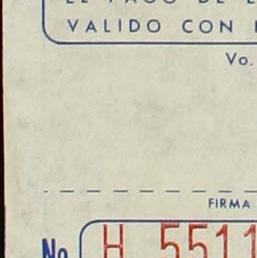 VALIDO CON
Vo.
FIRMA
No H 5511